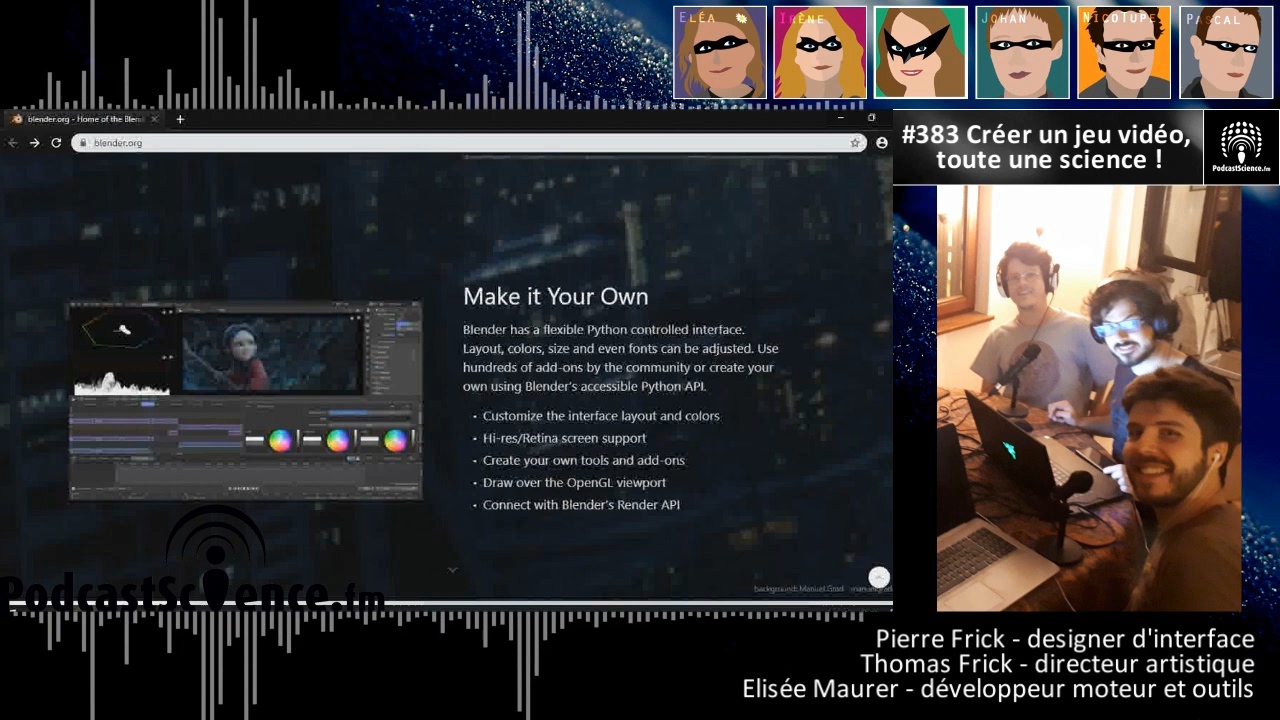 ELÉA
IRÈNE
JOHAN
NICOTUPE
PASCAL
blender.org - Home of the Blen
blender.org
#383 Créer un jeu vidéo,
toute une science !
PodcastScience.fm
Make it Your Own
Blender has a flexible Python controlled interface.
Layout, colors, size and even fonts can be adjusted. Use
hundreds of add-ons by the community or create your
own using Blender's accessible Python API.
• Customize the interface layout and colors
• Hi-res/Retina screen support
• Create your own tools and add-ons
• Draw over the OpenGL viewport
• Connect with Blender's Render API
background: Manuel Grad
PodcastScience.fm
Pierre Frick - designer d'interface
Thomas Frick - directeur artistique
Elisée Maurer - développeur moteur et outils